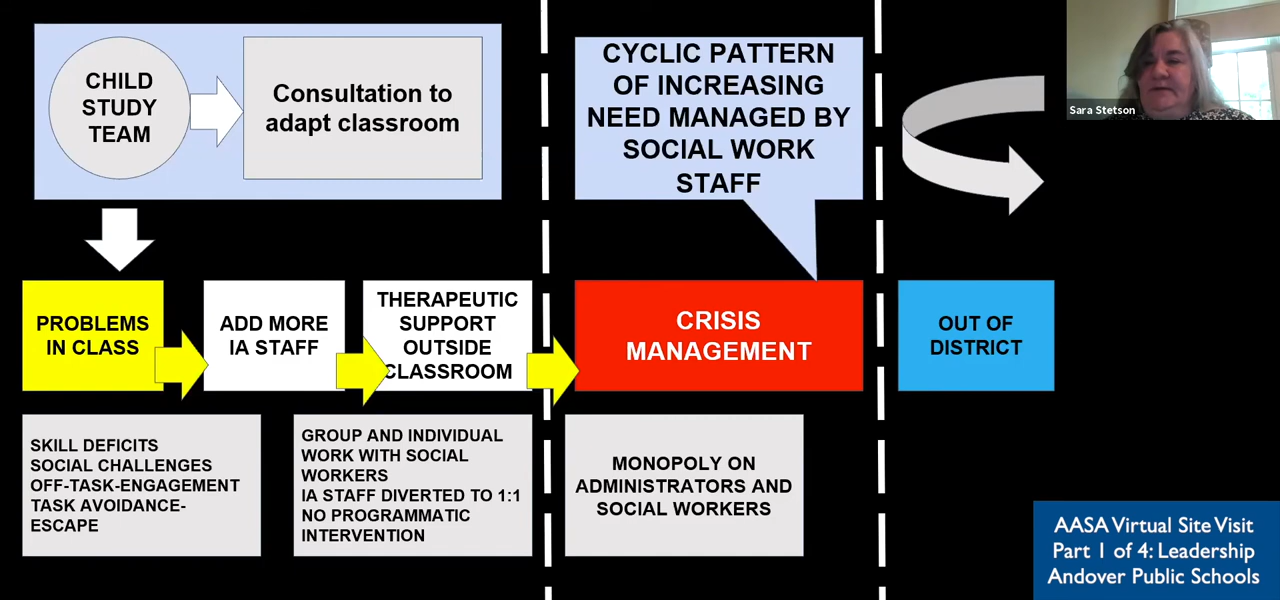 CHILD
STUDY
TEAM
Consultation to
adapt classroom
CYCLIC PATTERN
OF INCREASING
NEED MANAGED BY
SOCIAL WORK
STAFF
Sara Stetson
PROBLEMS
IN CLASS
ADD MORE
IA STAFF
THERAPEUTIC
SUPPORT
OUTSIDE
CLASSROOM
CRISIS
MANAGEMENT
OUT OF
DISTRICT
SKILL DEFICITS
SOCIAL CHALLENGES
OFF-TASK-ENGAGEMENT
TASK AVOIDANCE-
ESCAPE
GROUP AND INDIVIDUAL
WORK WITH SOCIAL
WORKERS
IA STAFF DIVERTED TO 1:1
NO PROGRAMMATIC
INTERVENTION
MONOPOLY ON
ADMINISTRATORS AND
SOCIAL WORKERS
AASA Virtual Site Visit
Part 1 of 4: Leadership
Andover Public Schools